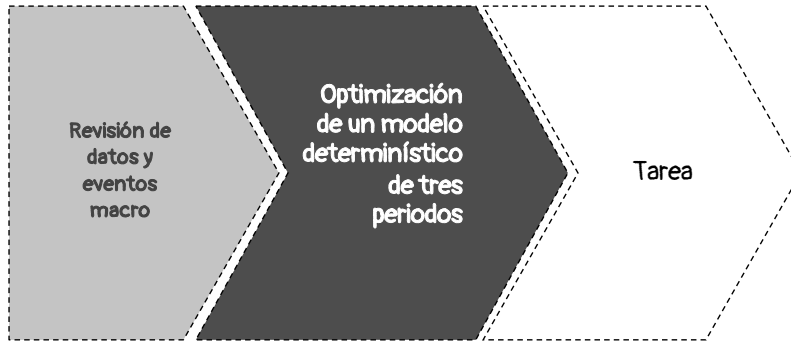 Revisión de
datos y
eventos
macro
Optimización
de un modelo
determinístico
de tres
periodos
Tarea